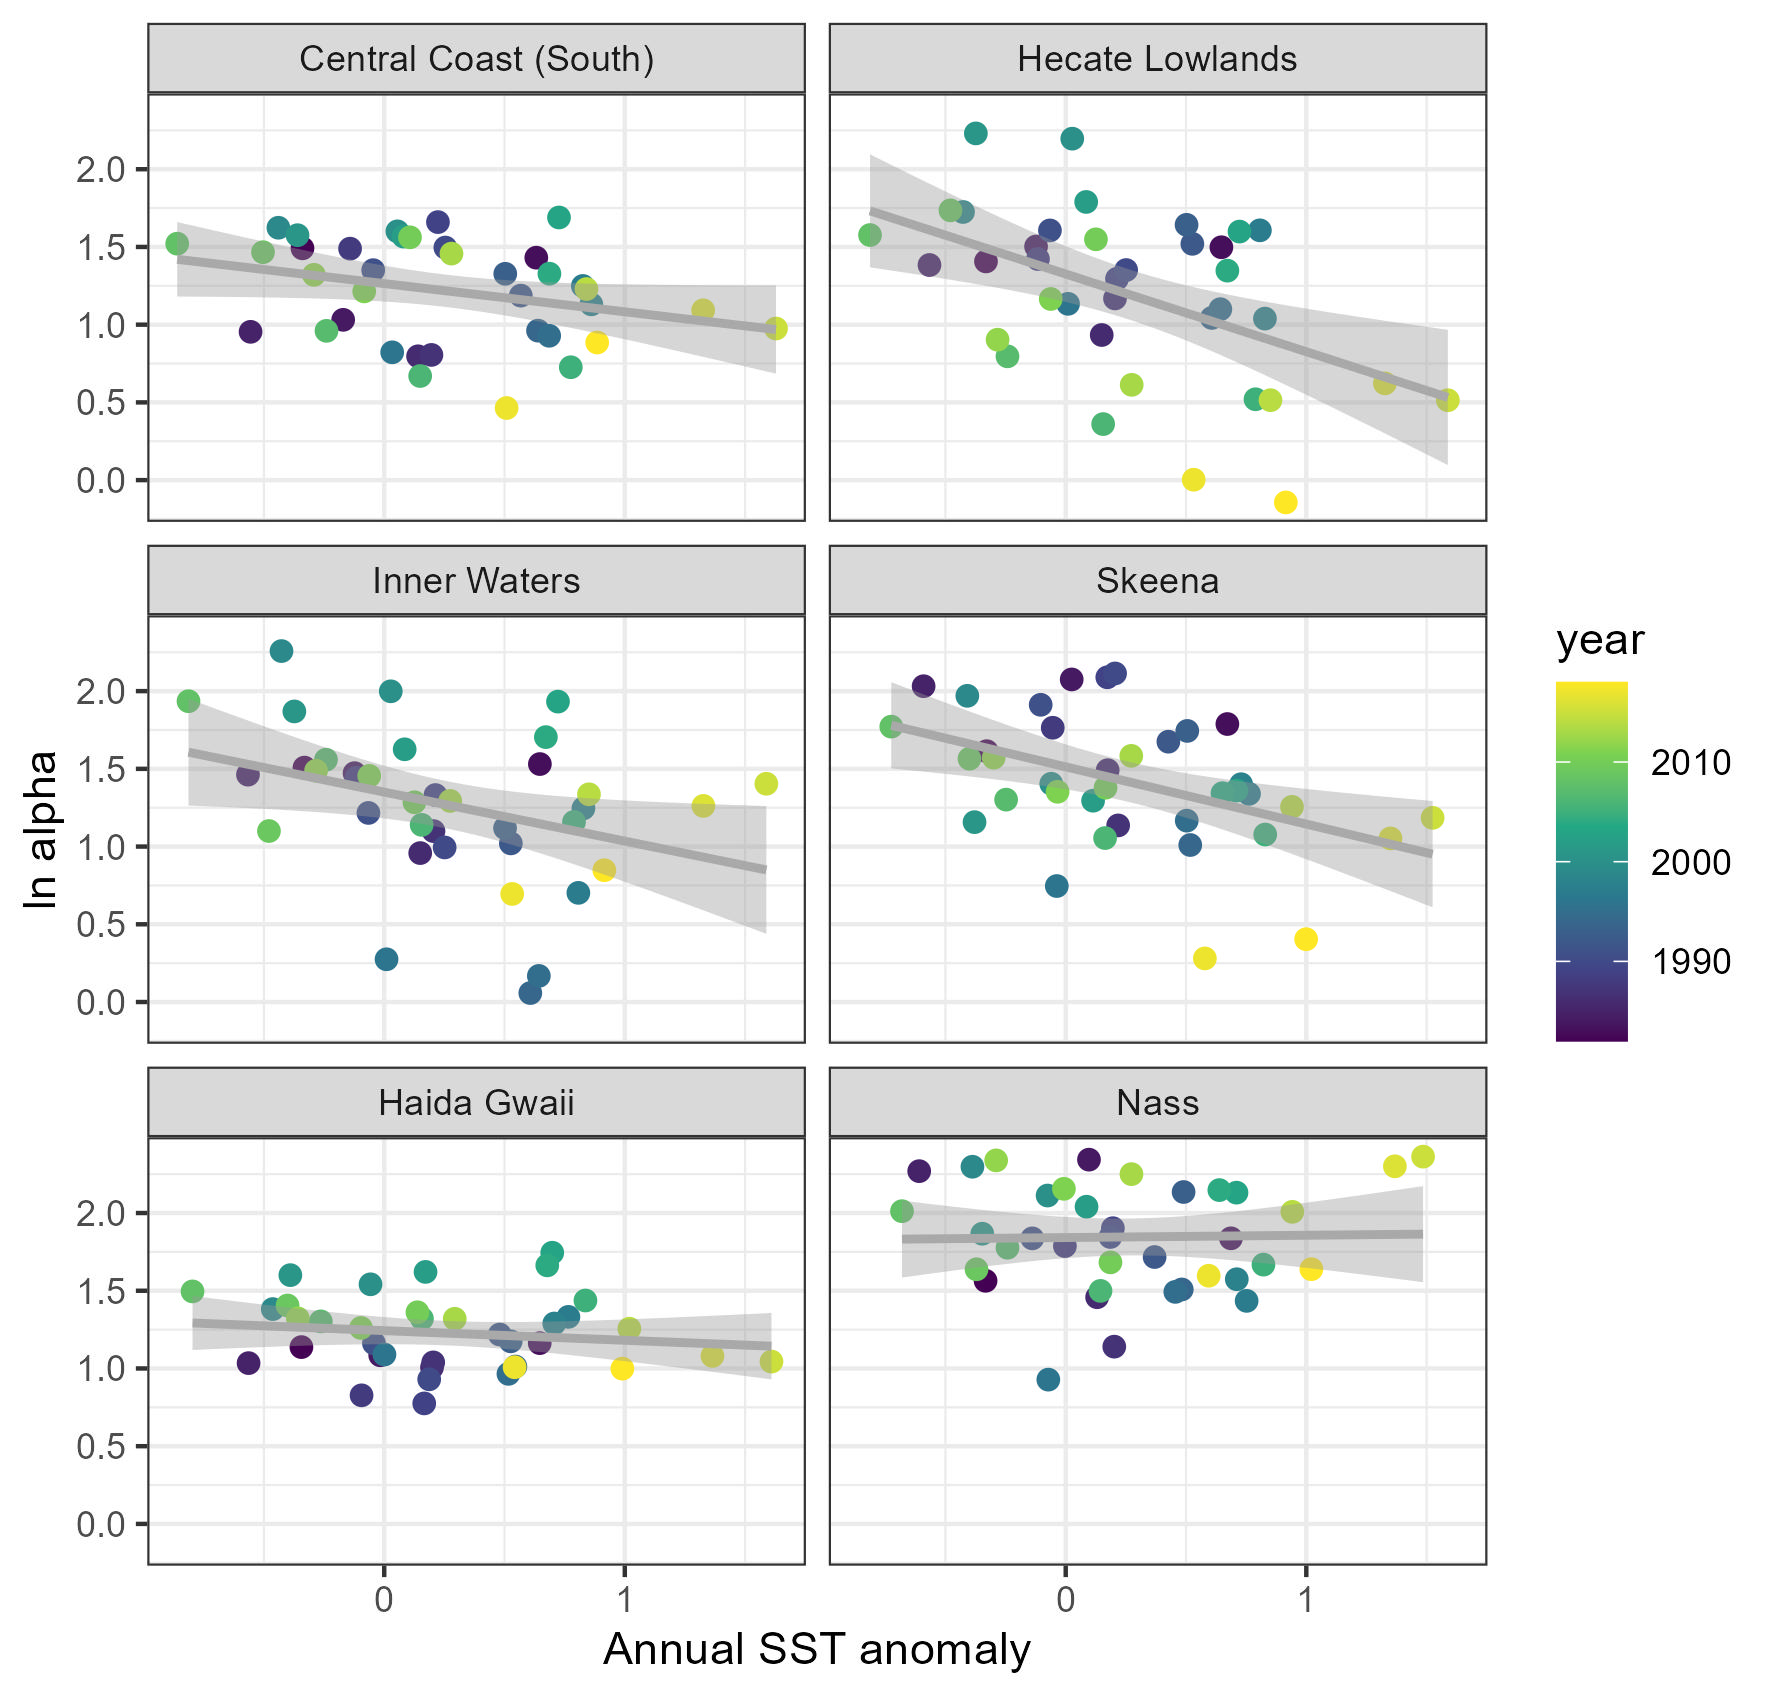 Central Coast (South)
Hecate Lowlands
2.0
1.5
1.0
0.5
0.0
Inner Waters
Skeena
2.0
1.5
1.0
0.5
0.0
ln alpha
year
2010
2000
1990
Haida Gwaii
Nass
2.0
1.5
1.0
0.5
0.0
0
1
0
1
Annual SST anomaly